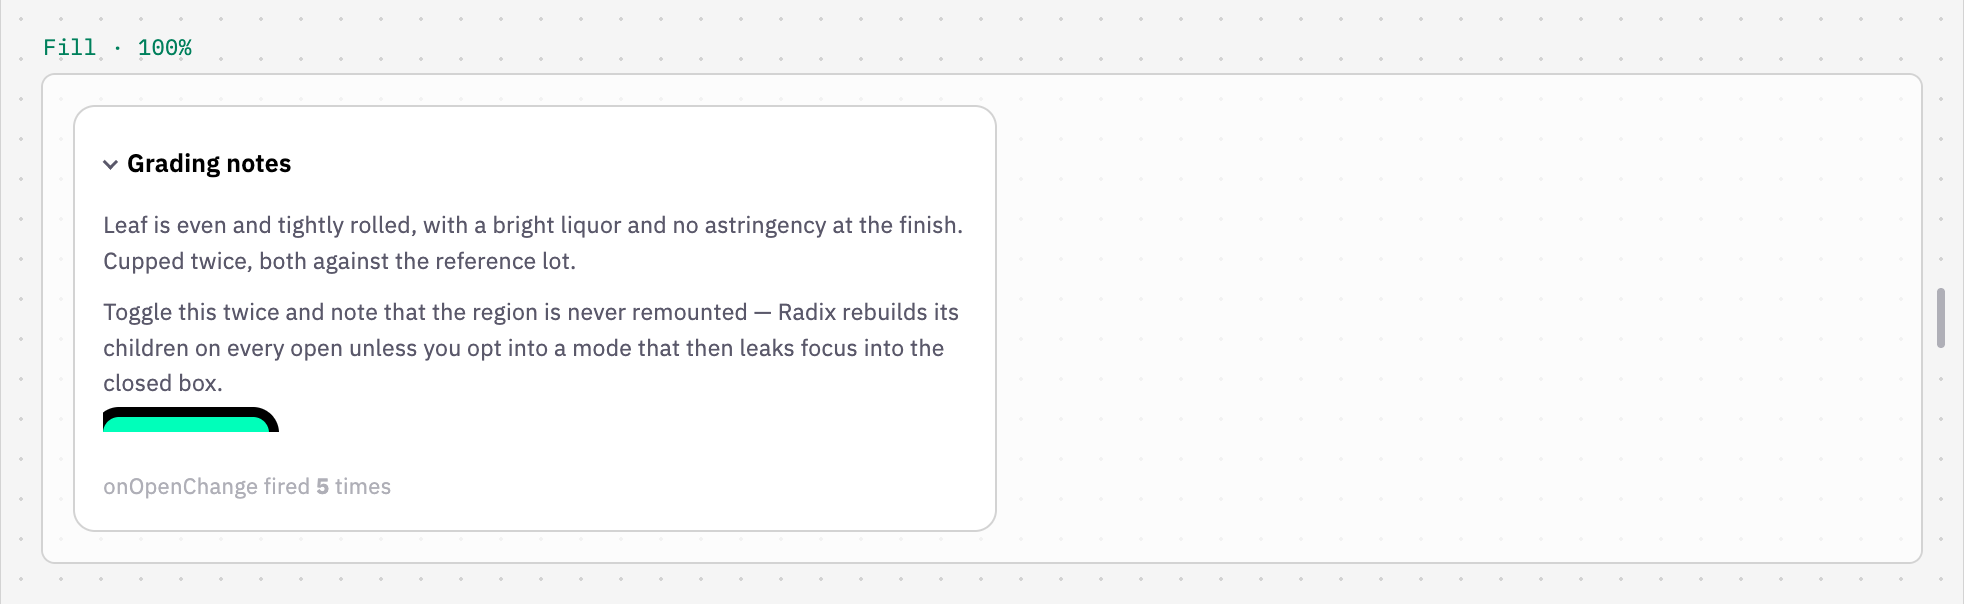 Fill · 100%
Grading notes
Leaf is even and tightly rolled, with a bright liquor and no astringency at the finish.
Cupped twice, both against the reference lot.
Toggle this twice and note that the region is never remounted — Radix rebuilds its
children on every open unless you opt into a mode that then leaks focus into the
closed box.
onOpenChange fired 5 times